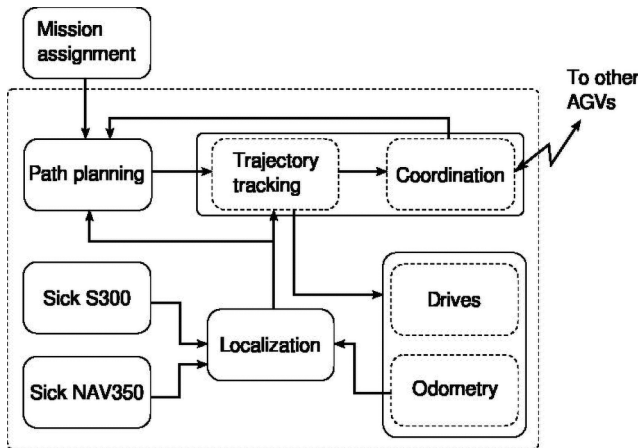 Mission
assignment
To other
AGVs
Path planning
Trajectory
tracking
Coordination
Sick S300
Localization
Drives
Sick NAV350
Odometry